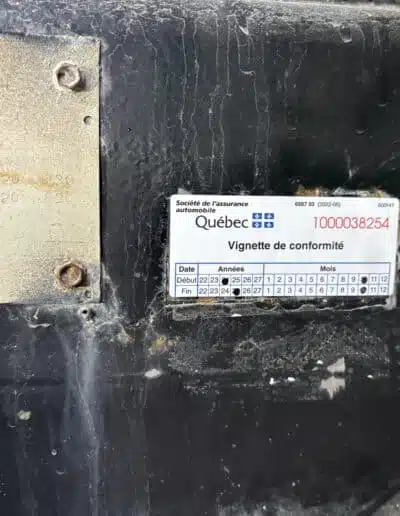 Société de l'assurance
automobile
6987 50 (2022-06)
Québec
1000038254
Vignette de conformité
Date Années Mois
Début 22 23 25 26 27 1 2 3 4 5 6 7 8 9 11 12
Fin 22 23 24 26 27 1 2 3 4 5 6 7 8 9 11 12